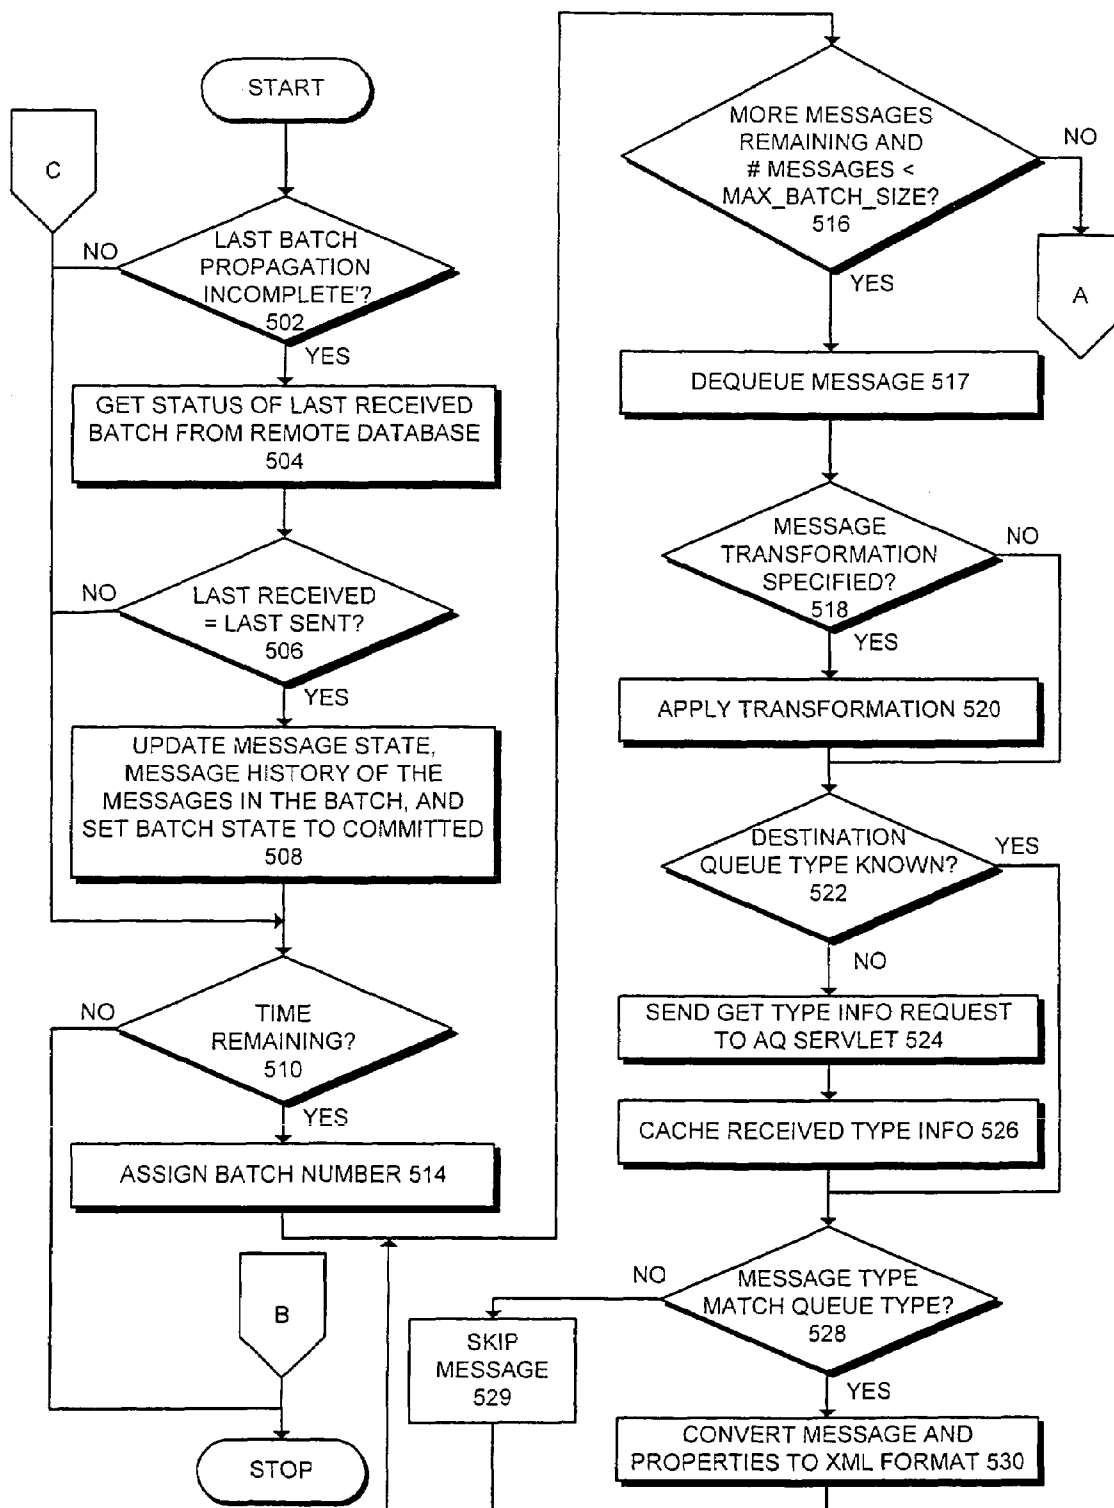 START
C
NO
LAST BATCH
PROPAGATION
INCOMPLETE'?
502
YES
GET STATUS OF LAST RECEIVED
BATCH FROM REMOTE DATABASE
504
NO
LAST RECEIVED
= LAST SENT?
506
YES
UPDATE MESSAGE STATE,
MESSAGE HISTORY OF THE
MESSAGES IN THE BATCH, AND
SET BATCH STATE TO COMMITTED
508
NO
TIME
REMAINING?
510
YES
ASSIGN BATCH NUMBER 514
B
STOP
MORE MESSAGES
REMAINING AND
# MESSAGES <
MAX_BATCH_SIZE?
516
NO
A
YES
DEQUEUE MESSAGE 517
MESSAGE
TRANSFORMATION
SPECIFIED?
518
NO
YES
APPLY TRANSFORMATION 520
DESTINATION
QUEUE TYPE KNOWN?
522
YES
NO
SEND GET TYPE INFO REQUEST
TO AQ SERVLET 524
CACHE RECEIVED TYPE INFO 526
NO
MESSAGE TYPE
MATCH QUEUE TYPE?
528
SKIP
MESSAGE
529
YES
CONVERT MESSAGE AND
PROPERTIES TO XML FORMAT 530